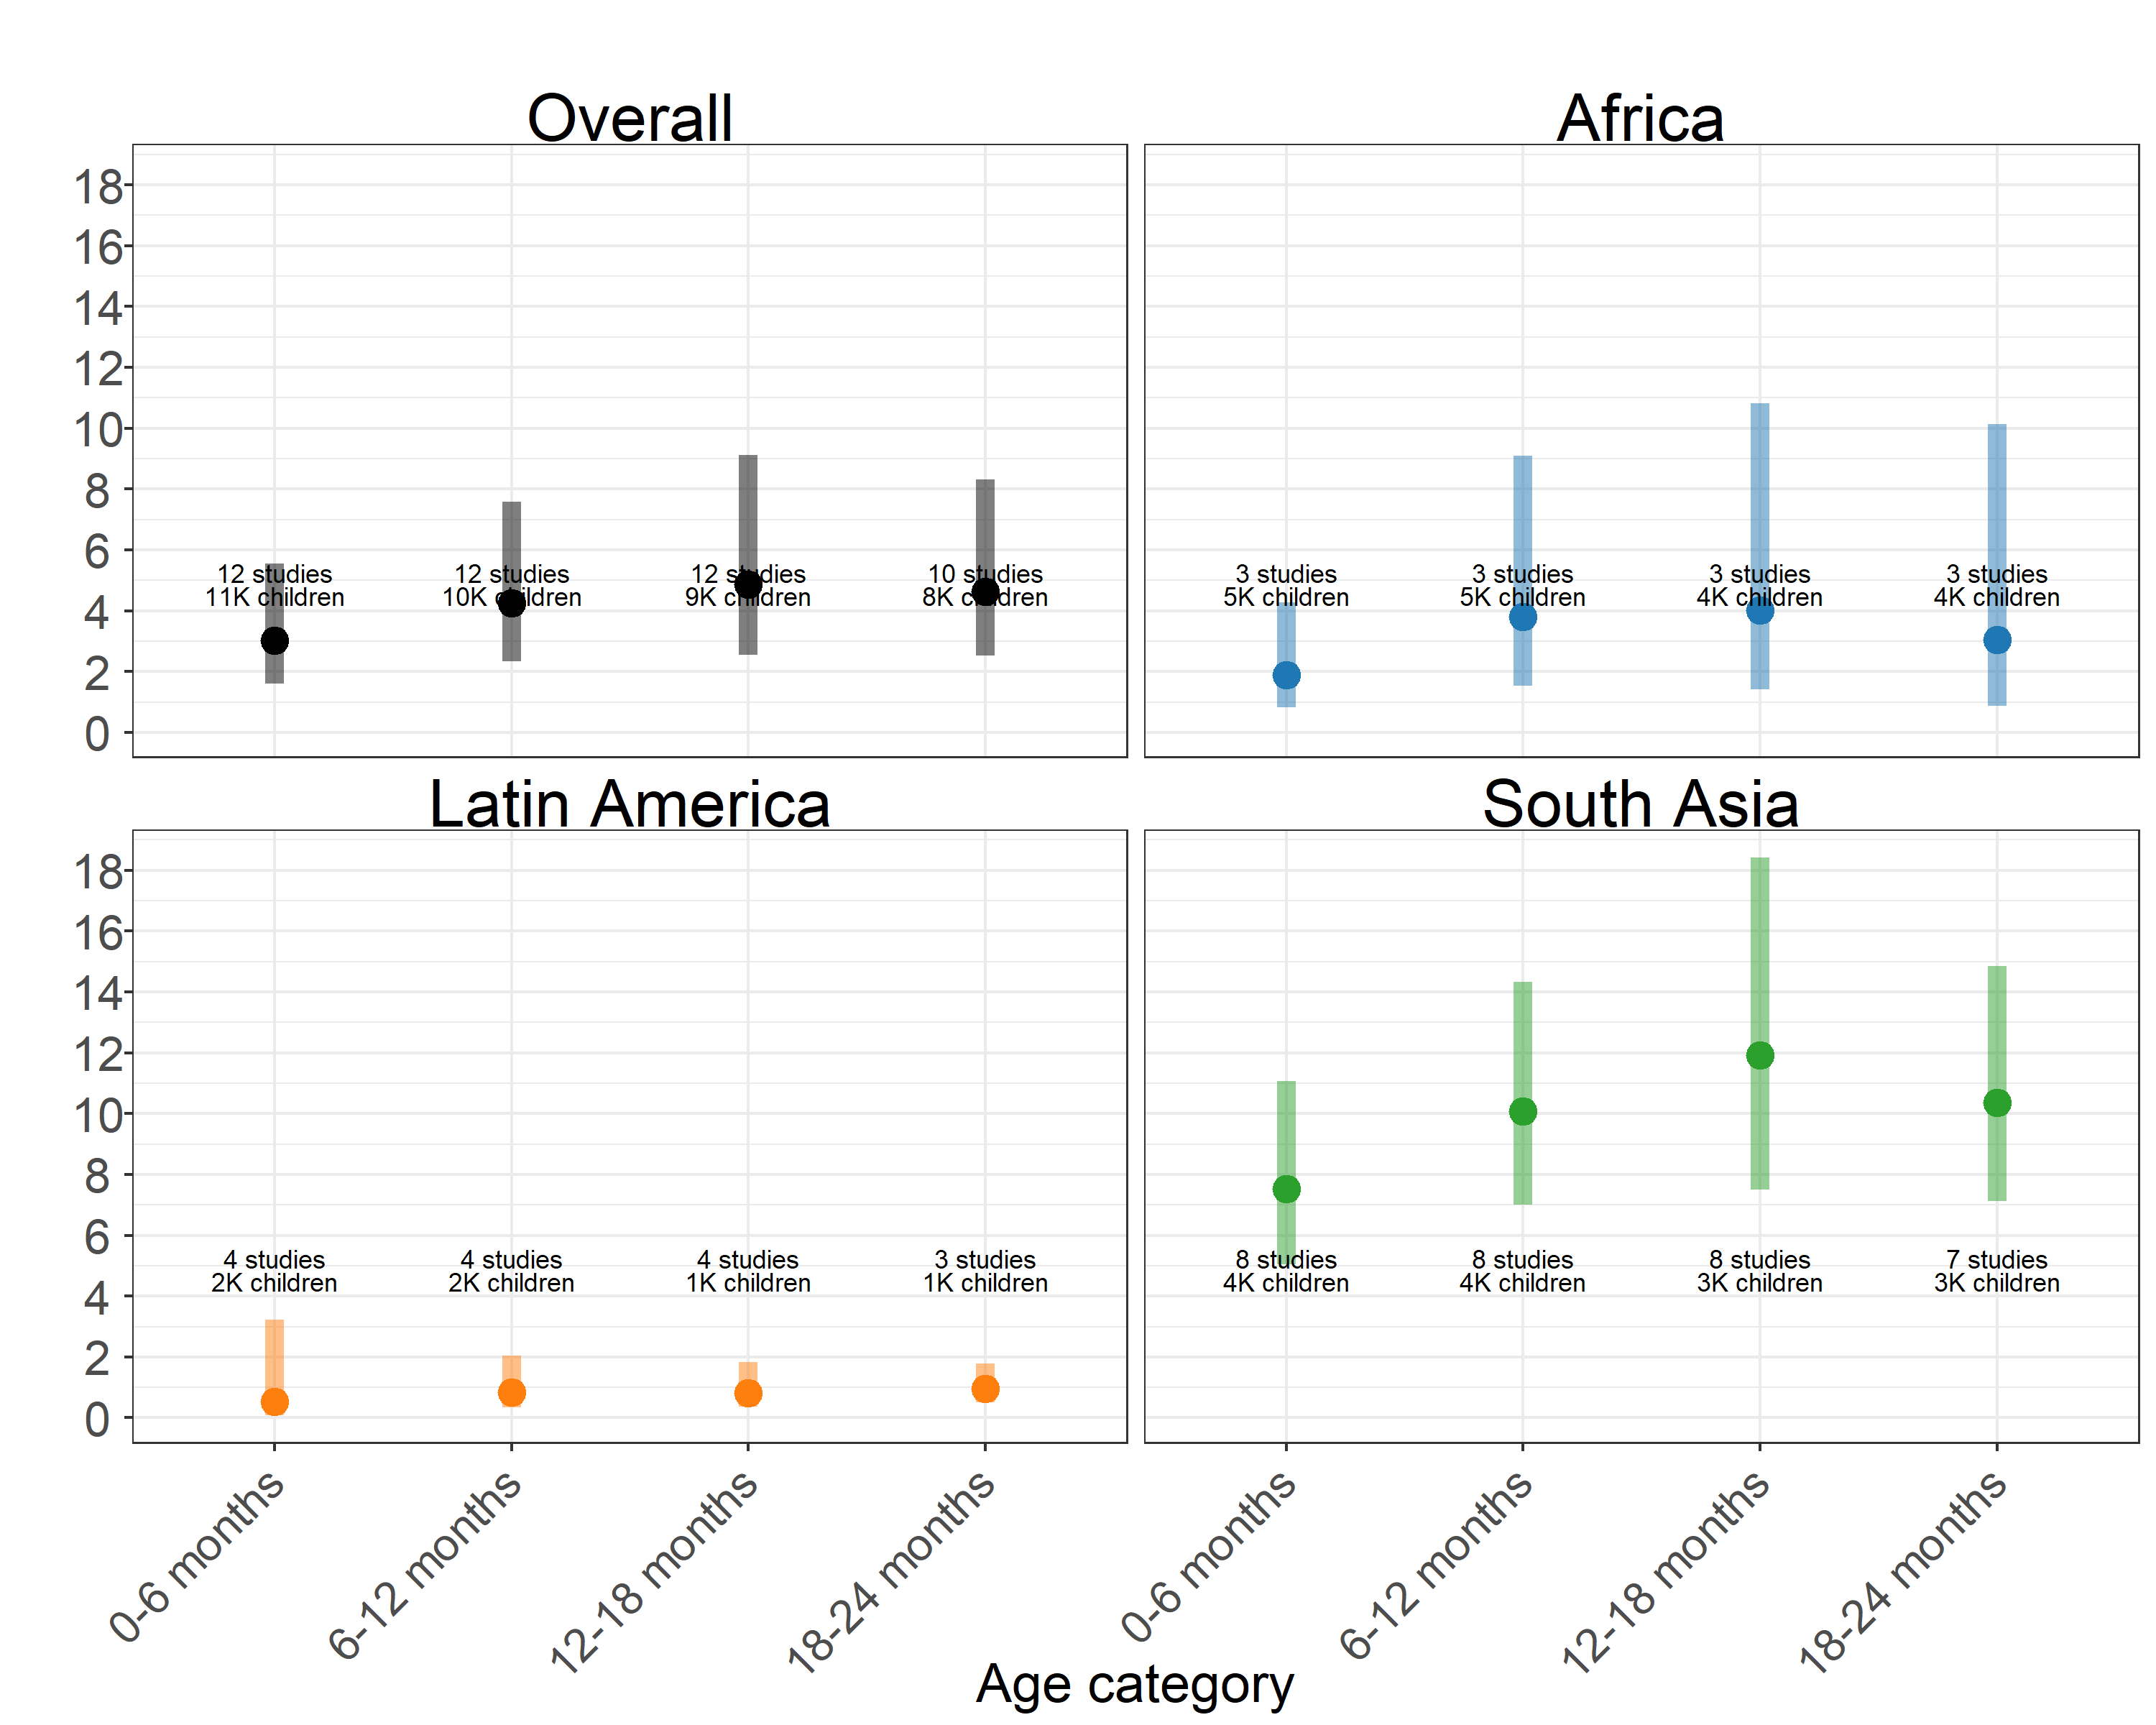 Overall
Africa
18
16
14
12
10
8
6
4
2
0
12 studies
11K children
12 studies
10K children
12 studies
9K children
10 studies
8K children
3 studies
5K children
3 studies
5K children
3 studies
4K children
3 studies
4K children
Latin America
South Asia
18
16
14
12
10
8
6
4
2
0
4 studies
2K children
4 studies
2K children
4 studies
1K children
3 studies
1K children
8 studies
4K children
8 studies
4K children
8 studies
3K children
7 studies
3K children
0-6 months
6-12 months
12-18 months
18-24 months
0-6 months
6-12 months
12-18 months
18-24 months
Age category